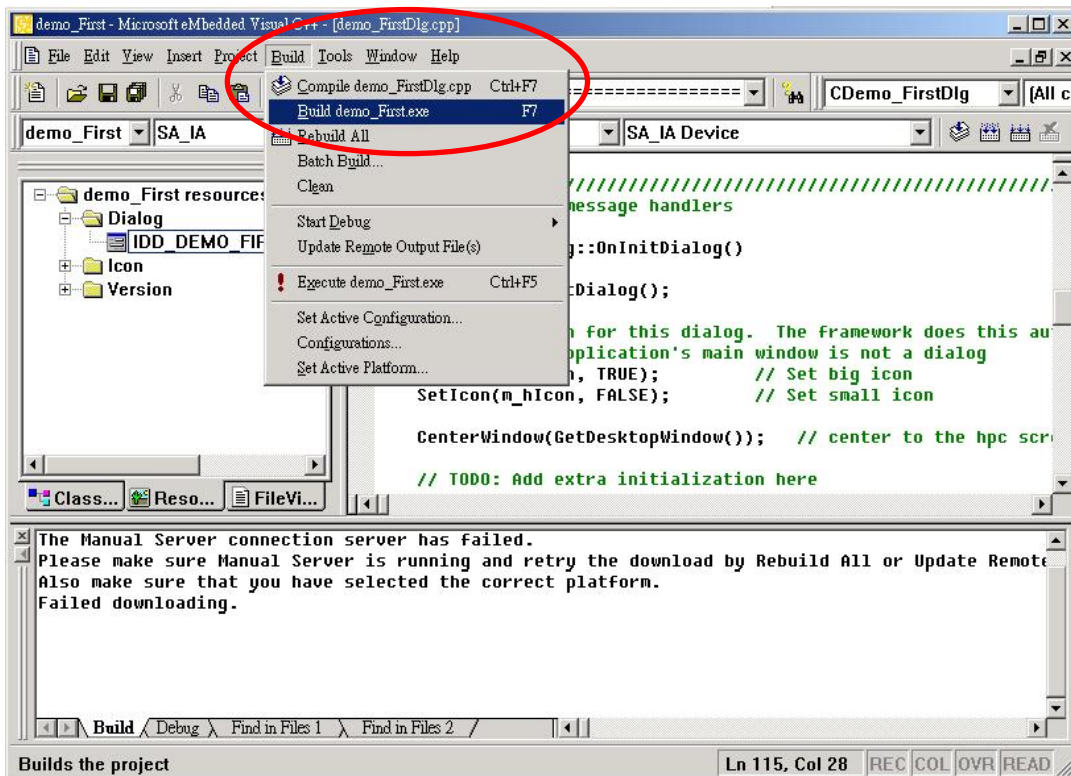 demo_First - Microsoft eMbedded Visual C++ - [demo_FirstDlg.cpp]
File Edit View Insert Project Build Tools Window Help
Compile demo_FirstDlg.cpp Ctrl+F7
Build demo_First.exe F7
Rebuild All
Batch Build...
Clean
Start Debug
Update Remote Output File(s)
Execute demo_First.exe Ctrl+F5
Set Active Configuration...
Configurations...
Set Active Platform...
CDemo_FirstDlg
(All c
demo_First
SA_IA
SA_IA Device
demo_First resources
Dialog
IDD_DEMO_FIR
Icon
Version
////////////////////////////////////////////
message handlers
g::OnInitDialog()
tDialog();
n for this dialog. The framework does this au
pplication's main window is not a dialog
, TRUE); // Set big icon
SetIcon(m_hIcon, FALSE); // Set small icon
CenterWindow(GetDesktopWindow()); // center to the hpc scr
// TODO: Add extra initialization here
Class... Reso... FileVi...
The Manual Server connection server has failed.
Please make sure Manual Server is running and retry the download by Rebuild All or Update Remote
Also make sure that you have selected the correct platform.
Failed downloading.
Build Debug Find in Files 1 Find in Files 2
Builds the project
Ln 115, Col 28 REC COL OVR READ